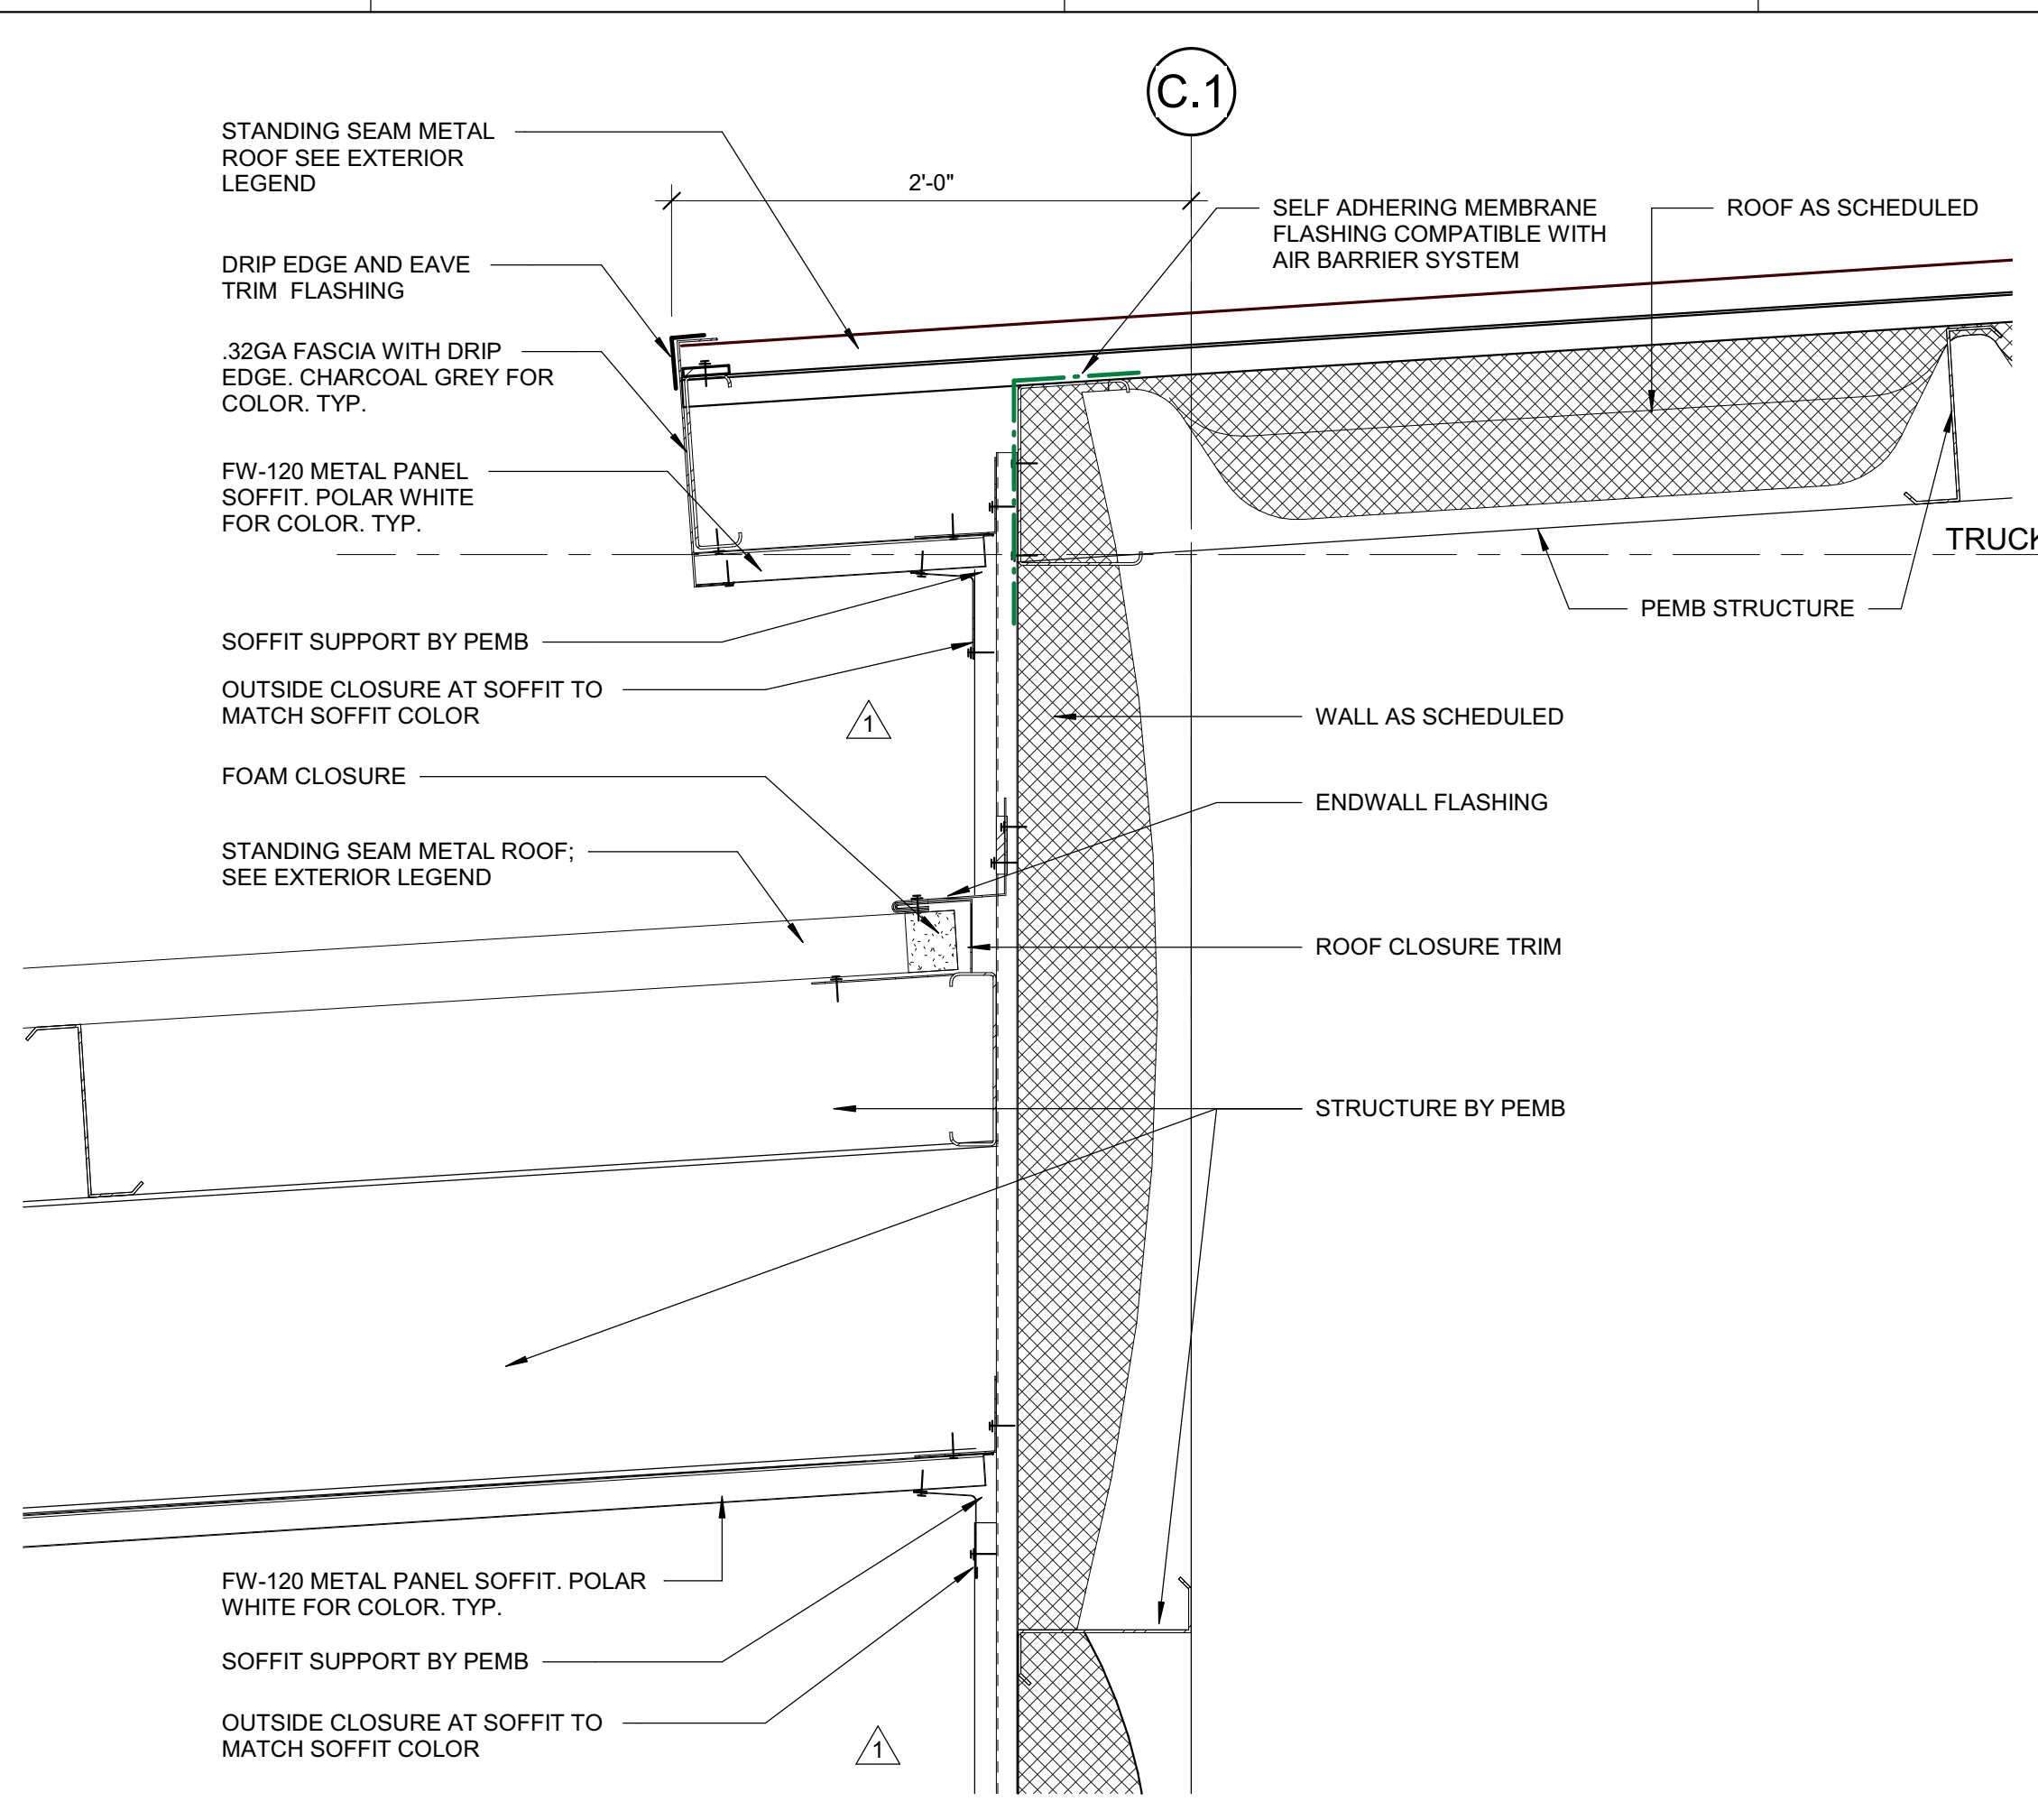 C.1
STANDING SEAM METAL
ROOF SEE EXTERIOR
LEGEND
2'-0"
SELF ADHERING MEMBRANE
FLASHING COMPATIBLE WITH
AIR BARRIER SYSTEM
ROOF AS SCHEDULED
DRIP EDGE AND EAVE
TRIM FLASHING
.32GA FASCIA WITH DRIP
EDGE. CHARCOAL GREY FOR
COLOR. TYP.
FW-120 METAL PANEL
SOFFIT. POLAR WHITE
FOR COLOR. TYP.
TRUCK
PEMB STRUCTURE
SOFFIT SUPPORT BY PEMB
OUTSIDE CLOSURE AT SOFFIT TO
MATCH SOFFIT COLOR
1
WALL AS SCHEDULED
FOAM CLOSURE
ENDWALL FLASHING
STANDING SEAM METAL ROOF;
SEE EXTERIOR LEGEND
ROOF CLOSURE TRIM
STRUCTURE BY PEMB
FW-120 METAL PANEL SOFFIT. POLAR
WHITE FOR COLOR. TYP.
SOFFIT SUPPORT BY PEMB
OUTSIDE CLOSURE AT SOFFIT TO
MATCH SOFFIT COLOR
1